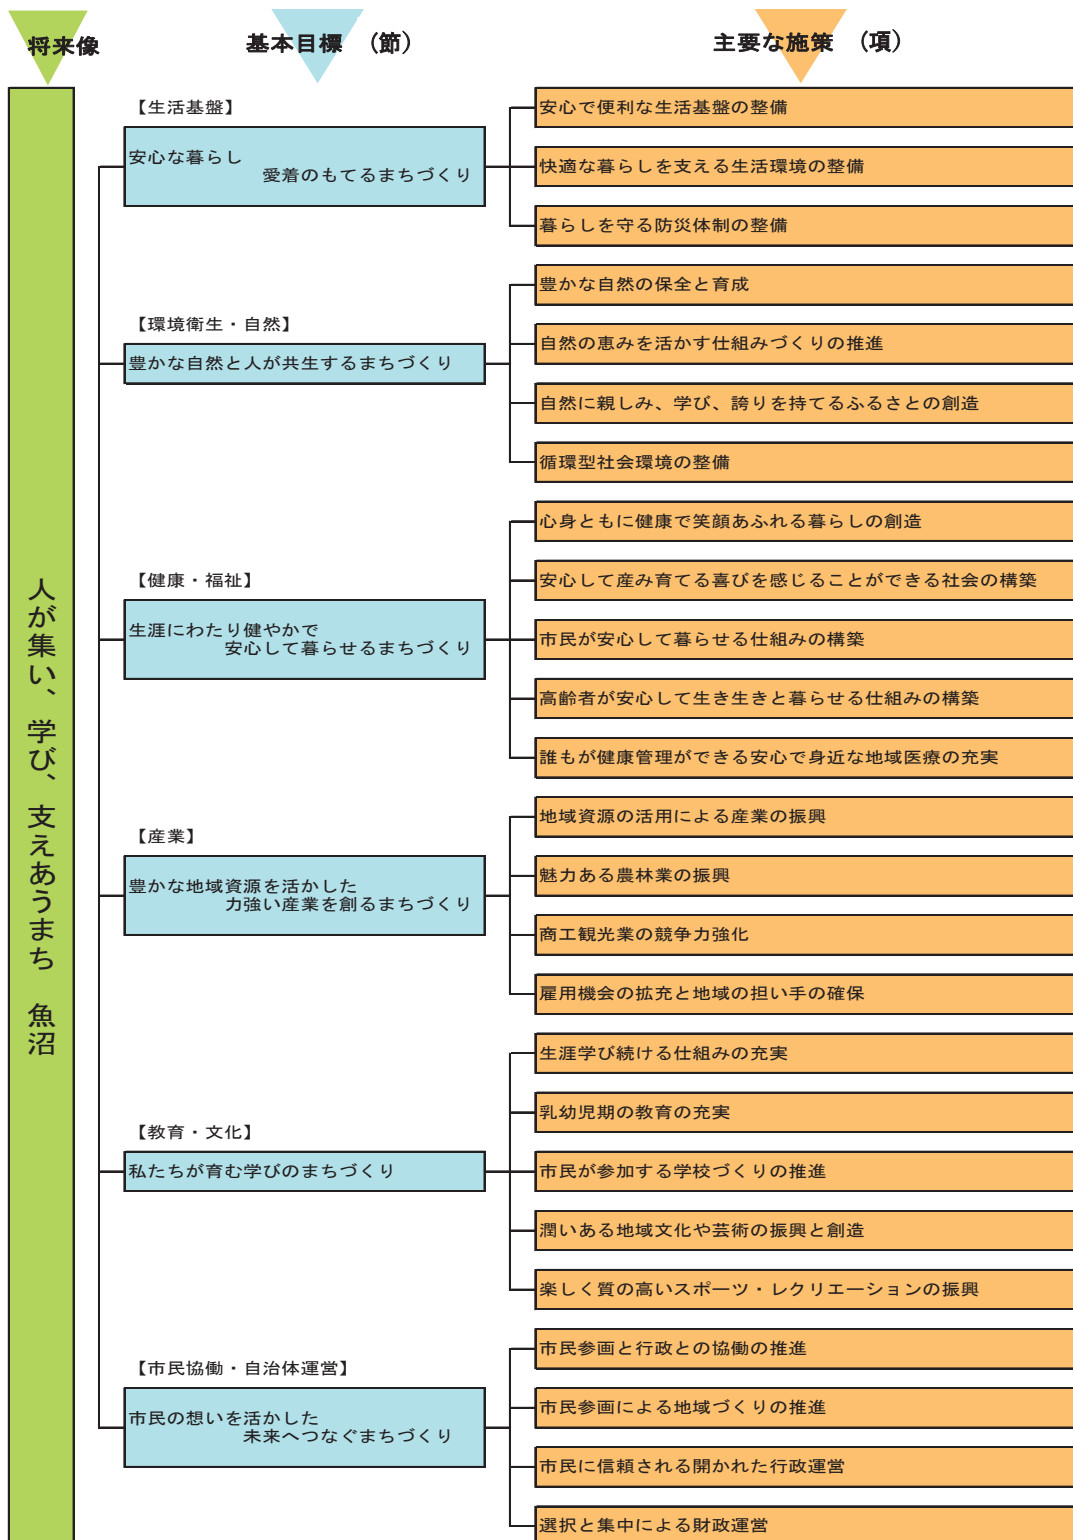 将来像
基本目標 (節)
主要な施策 (項)
人が集い、学び、支えあうまち 魚沼
【生活基盤】
安心な暮らし
愛着のもてるまちづくり
安心で便利な生活基盤の整備
快適な暮らしを支える生活環境の整備
暮らしを守る防災体制の整備
【環境衛生・自然】
豊かな自然と人が共生するまちづくり
豊かな自然の保全と育成
自然の恵みを活かす仕組みづくりの推進
自然に親しみ、学び、誇りを持てるふるさとの創造
循環型社会環境の整備
【健康・福祉】
生涯にわたり健やかで
安心して暮らせるまちづくり
心身ともに健康で笑顔あふれる暮らしの創造
安心して産み育てる喜びを感じることができる社会の構築
市民が安心して暮らせる仕組みの構築
高齢者が安心して生き生きと暮らせる仕組みの構築
誰もが健康管理ができる安心で身近な地域医療の充実
【産業】
豊かな地域資源を活かした
力強い産業を創るまちづくり
地域資源の活用による産業の振興
魅力ある農林業の振興
商工観光業の競争力強化
雇用機会の拡充と地域の担い手の確保
【教育・文化】
私たちが育む学びのまちづくり
生涯学び続ける仕組みの充実
乳幼児期の教育の充実
市民が参加する学校づくりの推進
潤いある地域文化や芸術の振興と創造
楽しく質の高いスポーツ・レクリエーションの振興
【市民協働・自治体運営】
市民の想いを活かした
未来へつなぐまちづくり
市民参画と行政との協働の推進
市民参画による地域づくりの推進
市民に信頼される開かれた行政運営
選択と集中による財政運営